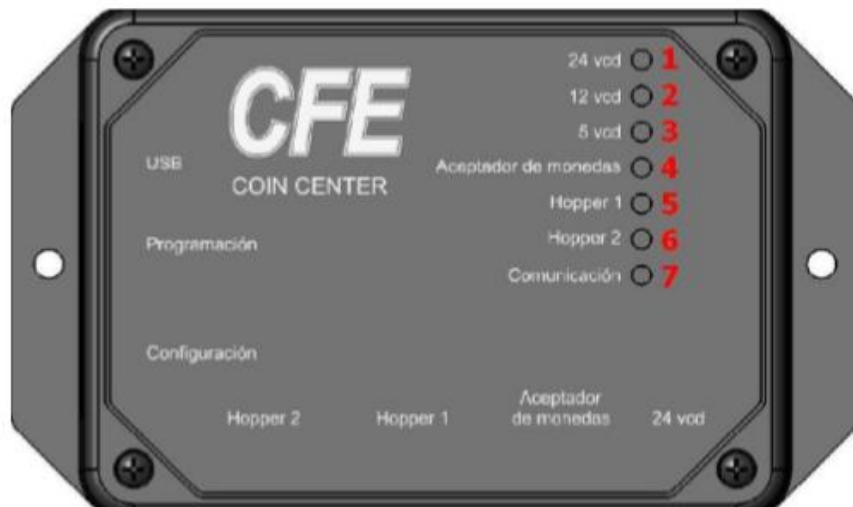 24 vcd 1
12 vcd 2
CFE
5 vcd 3
USB
Aceptador de monedas 4
COIN CENTER
Hopper 1 5
Programación
Hopper 2 6
Comunicación 7
Configuración
Aceptador
de monedas
Hopper 2
Hopper 1
24 vcd